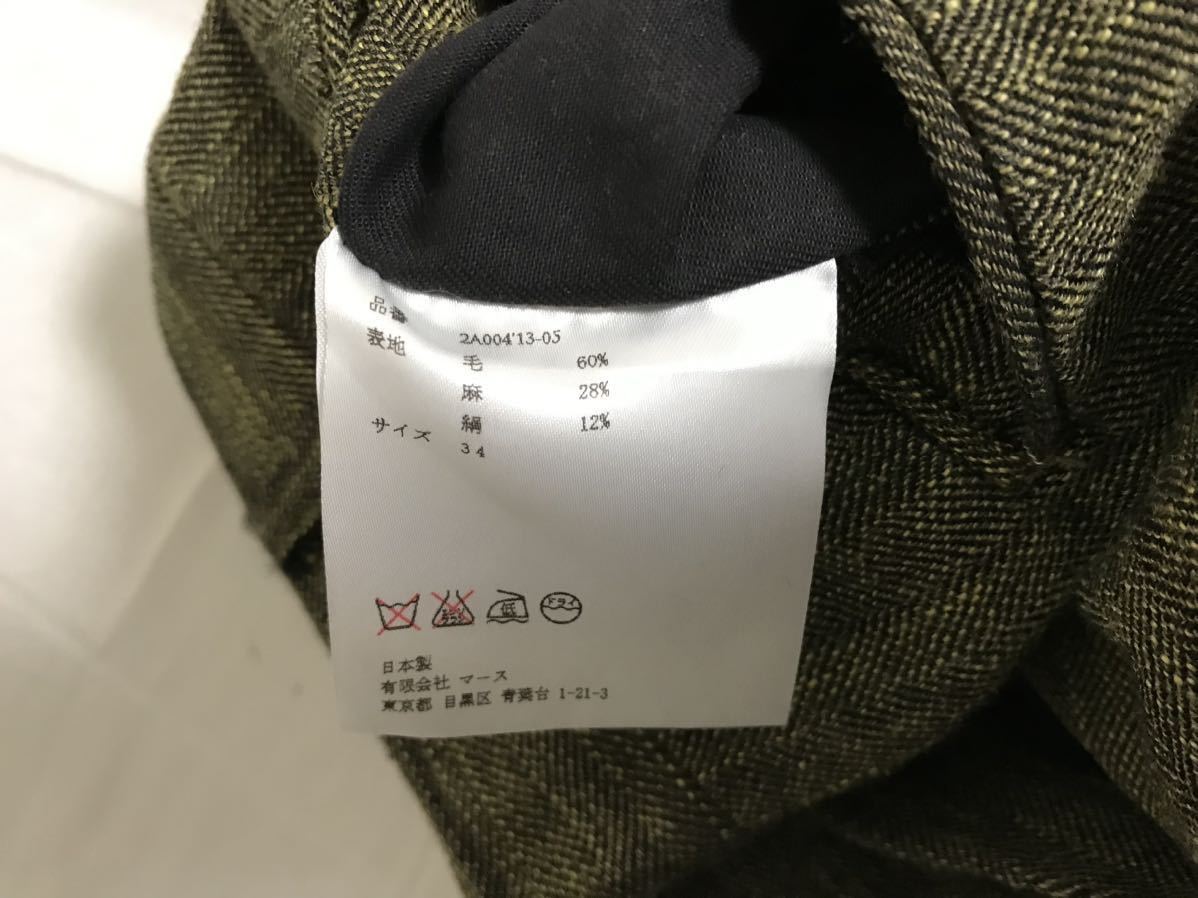 品番 2A004'13-05
表地 毛 60%
麻 28%
絹 12%
サイズ 34
低 ドライ
日本製
有限会社 マース
東京都 目黒区 青葉台 1-21-3